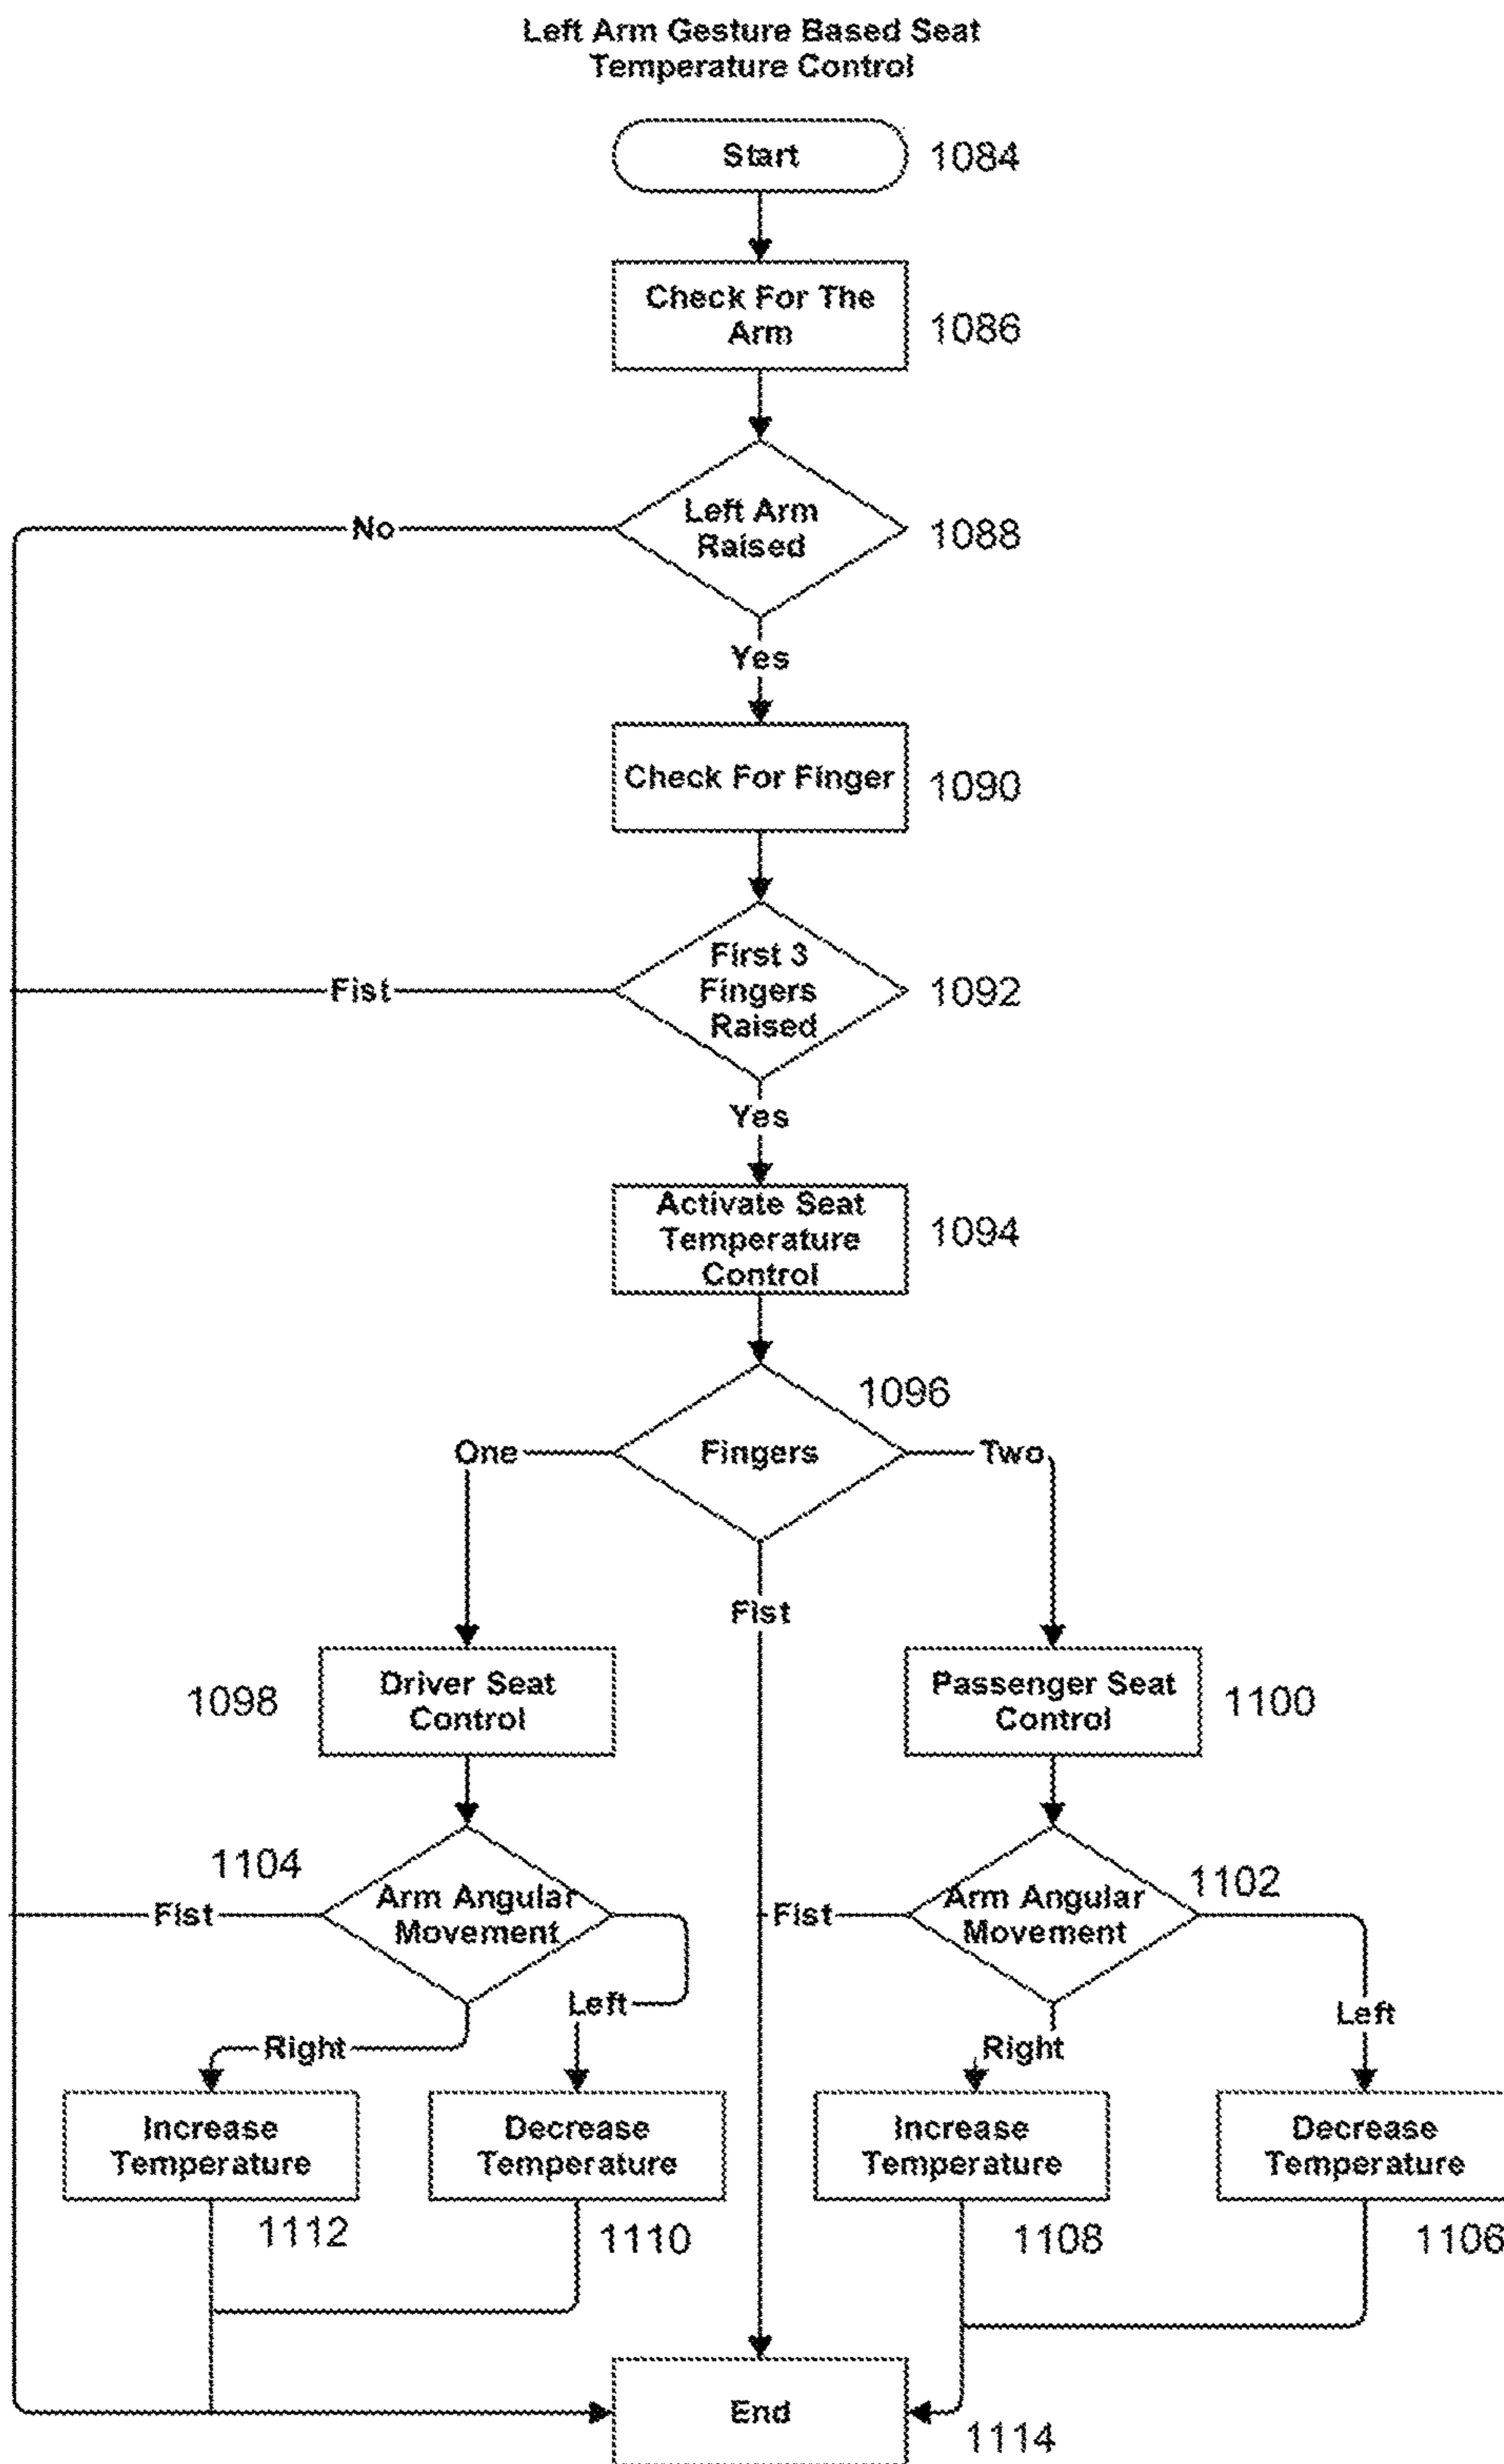 Left Arm Gesture Based Seat
Temperature Control
Start
1084
Check For The
Arm
1086
Left Arm
Raised
1088
No
Yes
Check For Finger
1090
First 3
Fingers
Raised
1092
Fist
Yes
Activate Seat
Temperature
Control
1094
1096
One
Fingers
Two
Fist
1098
Driver Seat
Control
Passenger Seat
Control
1100
1104
Fist
Arm Angular
Movement
Fist
Arm Angular
Movement
1102
Left
Right
Right
Left
Increase
Temperature
Decrease
Temperature
Increase
Temperature
Decrease
Temperature
1112
1110
1108
1106
End
1114